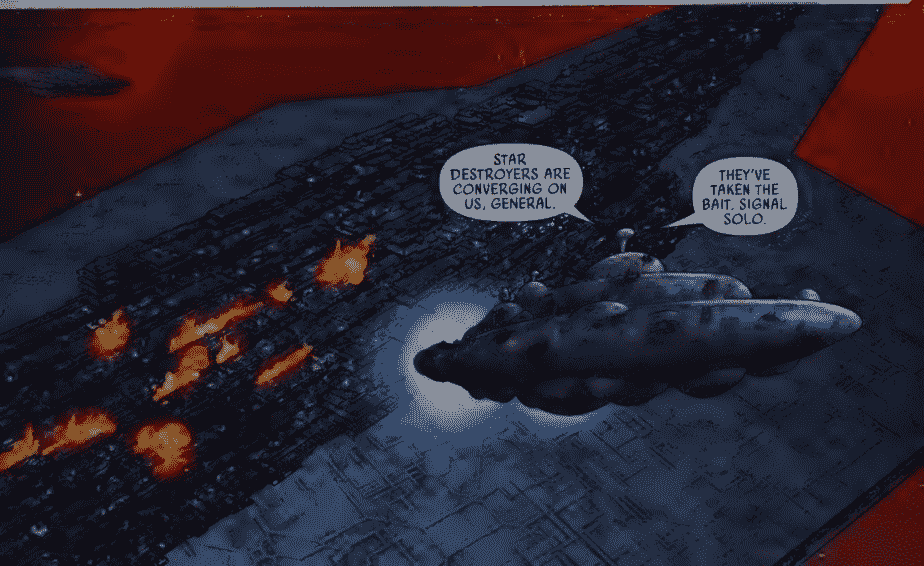 STAR
DESTROYERS ARE
CONVERGING ON
US, GENERAL.
THEY'VE
TAKEN THE
BAIT. SIGNAL
SOLO.